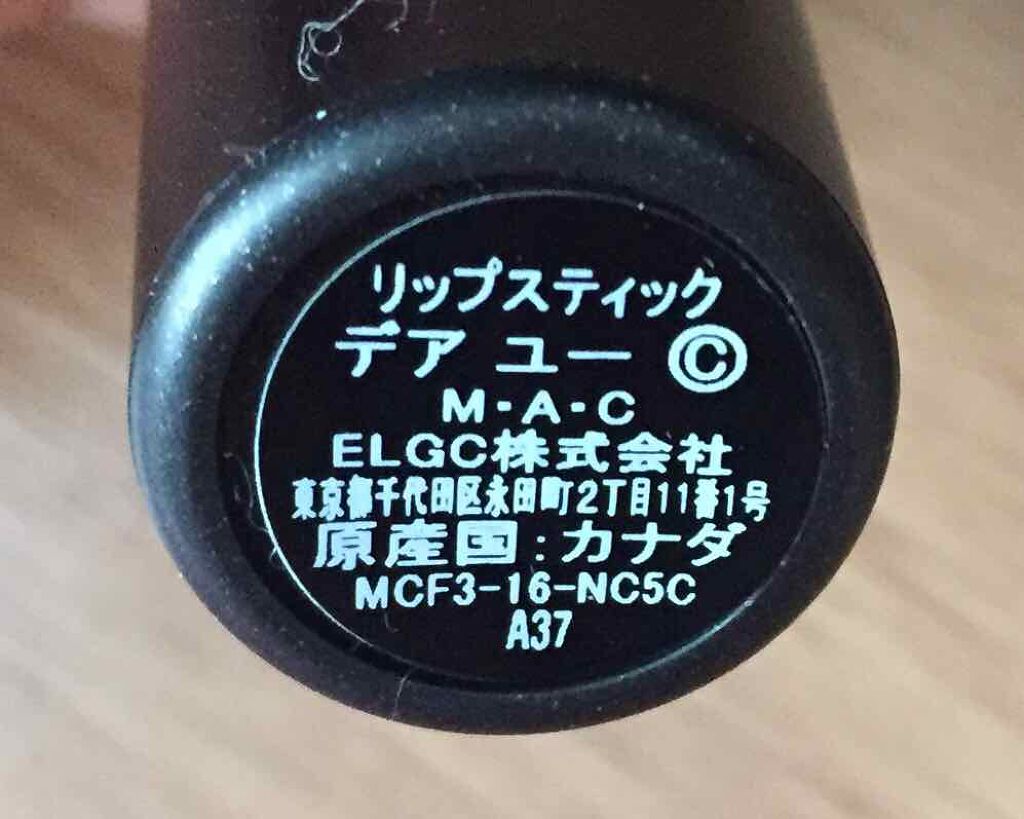 リップスティック
デア ユー Ⓒ
M・A・C
ELGC株式会社
東京都千代田区永田町2丁目11番1号
原産国:カナダ
MCF3-16-NC5C
A37